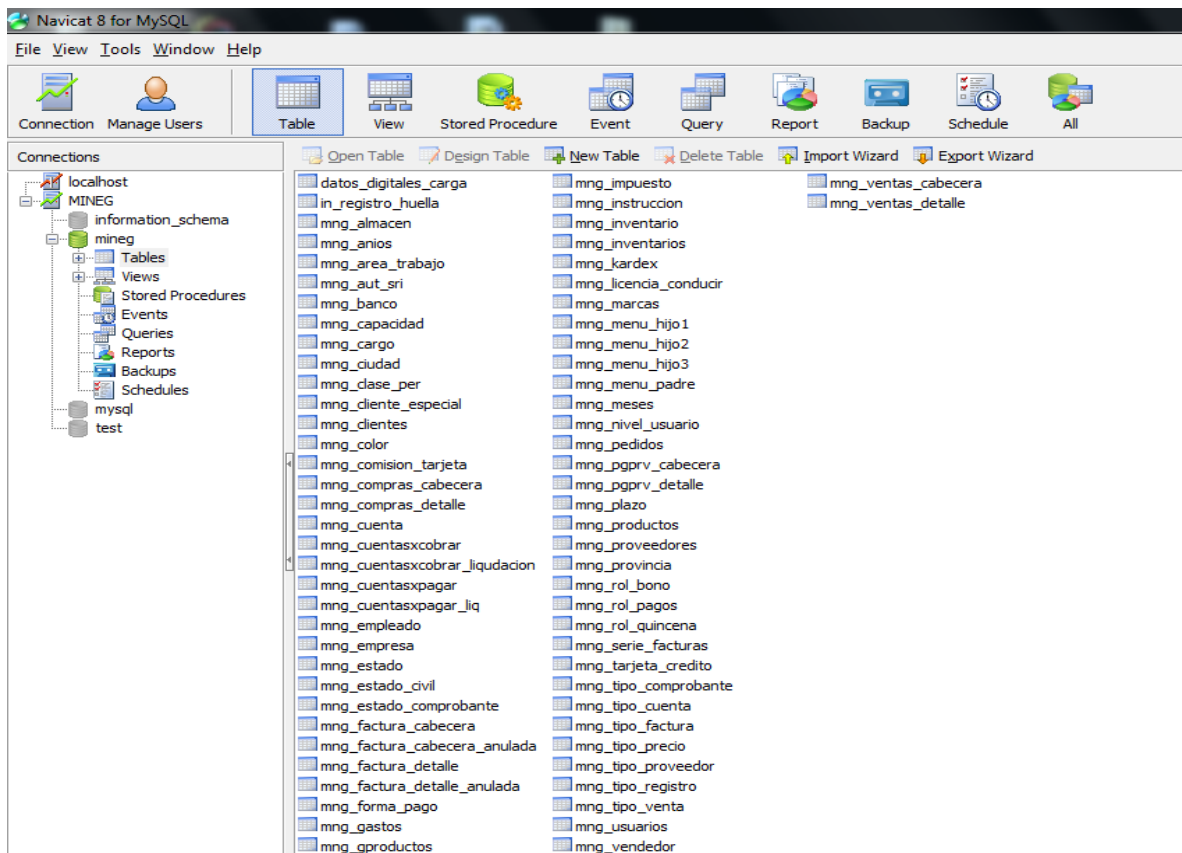 Navicat 8 for MySQL
File View Tools Window Help
Connection Manage Users Table View Stored Procedure Event Query Report Backup Schedule All
Connections
localhost
MINEG
information_schema
mineg
Tables
Views
Stored Procedures
Events
Queries
Reports
Backups
Schedules
mysql
test
Open Table Design Table New Table Delete Table Import Wizard Export Wizard
datos_digitales_carga
in_registro_huella
mng_almacen
mng_anios
mng_area_trabajo
mng_aut_sri
mng_banco
mng_capacidad
mng_cargo
mng_ciudad
mng_clase_per
mng_cliente_especial
mng_clientes
mng_color
mng_comision_tarjeta
mng_compras_cabecera
mng_compras_detalle
mng_cuenta
mng_cuentasxcobrar
mng_cuentasxcobrar_liqudacion
mng_cuentasxpagar
mng_cuentasxpagar_liq
mng_empleado
mng_empresa
mng_estado
mng_estado_civil
mng_estado_comprobante
mng_factura_cabecera
mng_factura_cabecera_anulada
mng_factura_detalle
mng_factura_detalle_anulada
mng_forma_pago
mng_gastos
mng_gproductos
mng_impuesto
mng_instruccion
mng_inventario
mng_inventarios
mng_kardex
mng_licencia_conducir
mng_marcas
mng_menu_hijo1
mng_menu_hijo2
mng_menu_hijo3
mng_menu_padre
mng_meses
mng_nivel_usuario
mng_pedidos
mng_pgprv_cabecera
mng_pgprv_detalle
mng_plazo
mng_productos
mng_proveedores
mng_provincia
mng_rol_bono
mng_rol_pagos
mng_rol_quincena
mng_serie_facturas
mng_tarjeta_credito
mng_tipo_comprobante
mng_tipo_cuenta
mng_tipo_factura
mng_tipo_precio
mng_tipo_proveedor
mng_tipo_registro
mng_tipo_venta
mng_usuarios
mng_vendedor
mng_ventas_cabecera
mng_ventas_detalle